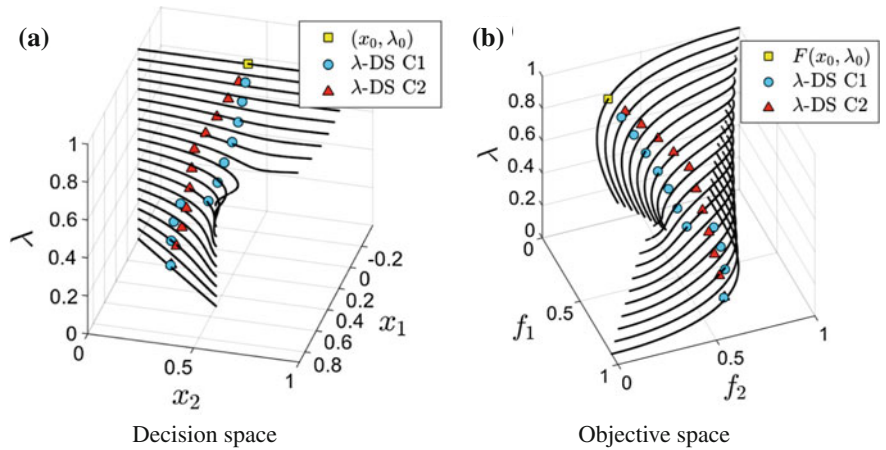 (a)
(x₀, λ₀)
λ-DS C1
λ-DS C2
1
0.8
0.6
0.4
0.2
0
λ
0
0.5
1
x₂
-0.2
0
0.2
0.4
0.6
0.8
x₁
Decision space
(b)
F(x₀, λ₀)
λ-DS C1
λ-DS C2
1
0.8
0.6
0.4
0.2
0
λ
0
0.5
1
f₁
0
0.5
1
f₂
Objective space